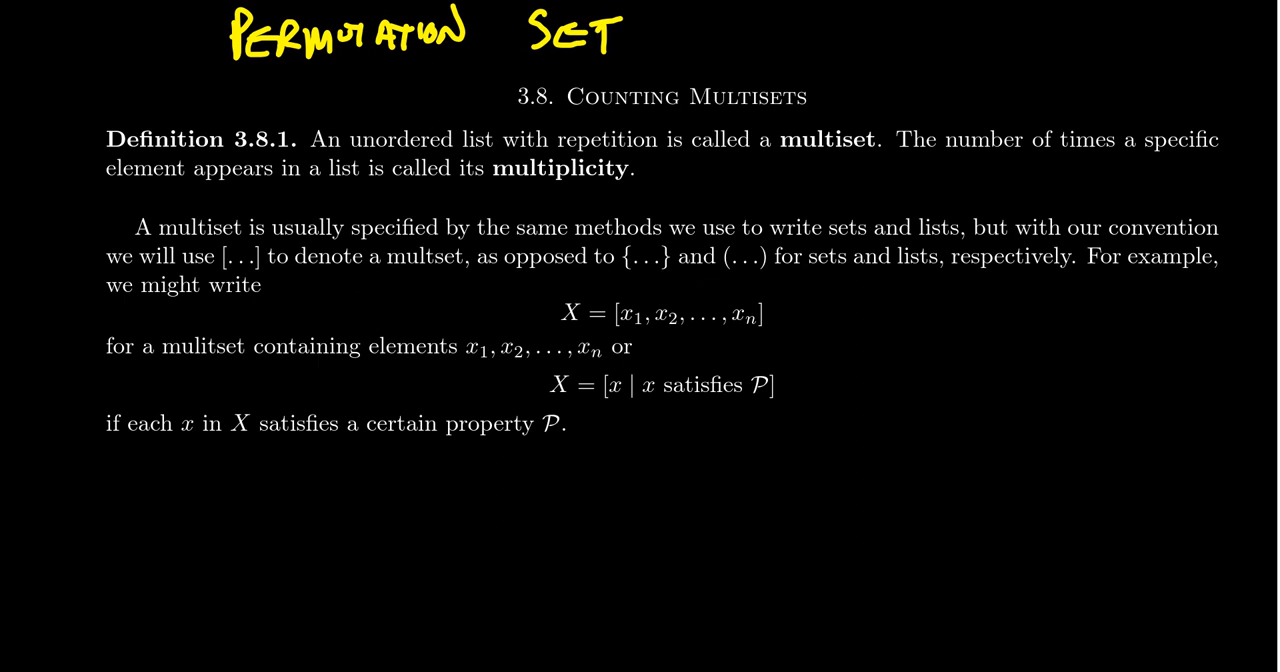 PERMUTATION SET
3.8. COUNTING MULTISETS
Definition 3.8.1. An unordered list with repetition is called a multiset. The number of times a specific
element appears in a list is called its multiplicity.
A multiset is usually specified by the same methods we use to write sets and lists, but with our convention
we will use [...] to denote a multset, as opposed to {...} and (...) for sets and lists, respectively. For example,
we might write
X = [x₁, x₂, ..., xₙ]
for a mulitset containing elements x₁, x₂, ..., xₙ or
X = [x | x satisfies 𝒫]
if each x in X satisfies a certain property 𝒫.